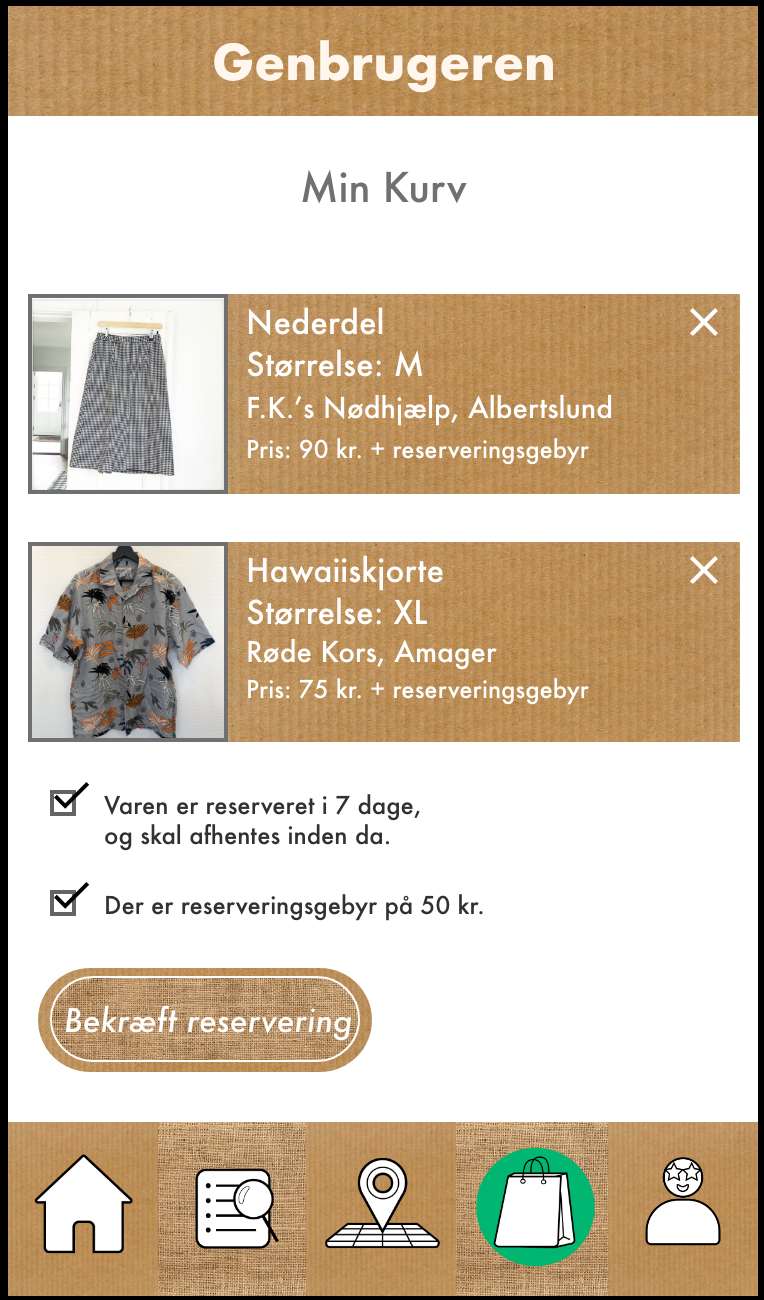 Genbrugeren
Min Kurv
Nederdel
Størrelse: M
F.K.’s Nødhjælp, Albertslund
Pris: 90 kr. + reserveringsgebyr
Hawaiiskjorte
Størrelse: XL
Røde Kors, Amager
Pris: 75 kr. + reserveringsgebyr
Varen er reserveret i 7 dage,
og skal afhentes inden da.
Der er reserveringsgebyr på 50 kr.
Bekræft reservering